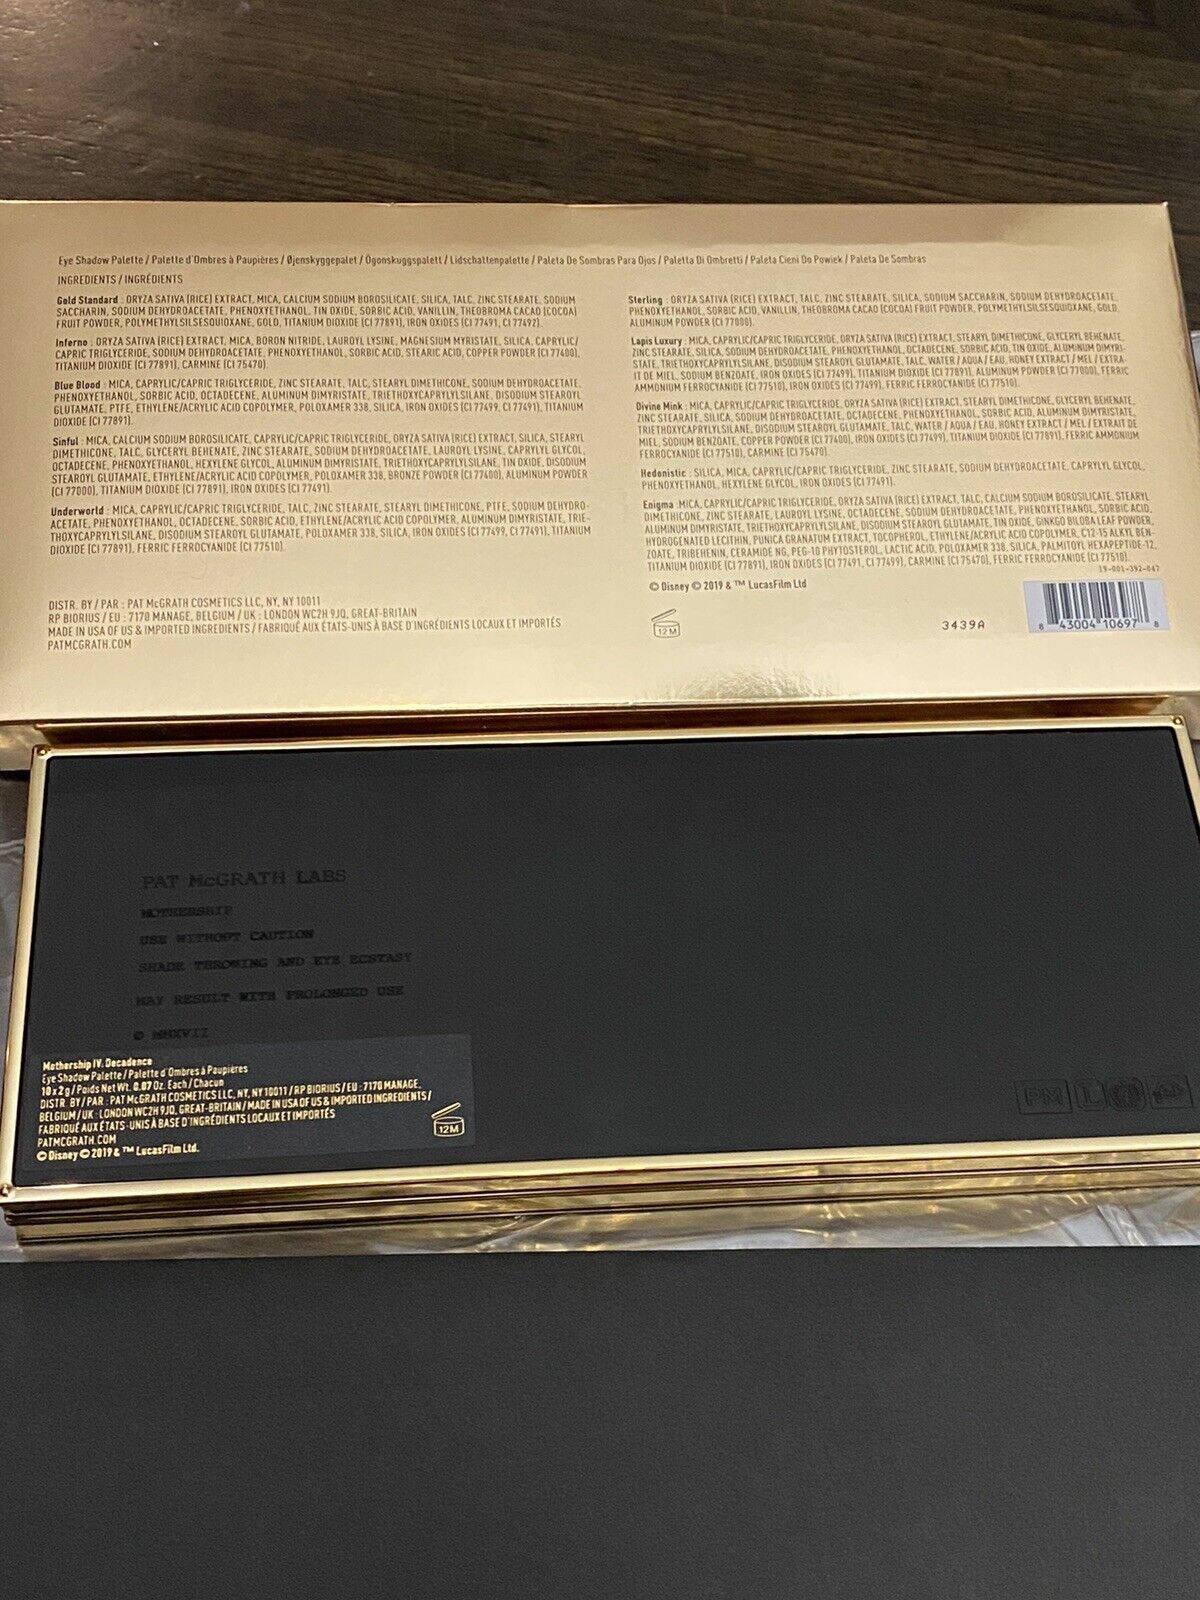 Eye Shadow Palette / Palette d'Ombres à Paupières / Øjenskyggepalet / Ögonskuggspalett / Lidschattenpalette / Paleta De Sombras Para Ojos / Paletta Di Ombretti / Paleta Cieni Do Powiek / Paleta De Sombras
INGREDIENTS / INGRÉDIENTS
Gold Standard : ORYZA SATIVA (RICE) EXTRACT, MICA, CALCIUM SODIUM BOROSILICATE, SILICA, TALC, ZINC STEARATE, SODIUM
SACCHARIN, SODIUM DEHYDROACETATE, PHENOXYETHANOL, TIN OXIDE, SORBIC ACID, VANILLIN, THEOBROMA CACAO (COCOA)
FRUIT POWDER, POLYMETHYLSILSESQUIOXANE, GOLD, TITANIUM DIOXIDE (CI 77891), IRON OXIDES (CI 77491, CI 77492).
Inferno : ORYZA SATIVA (RICE) EXTRACT, MICA, BORON NITRIDE, LAUROYL LYSINE, MAGNESIUM MYRISTATE, SILICA, CAPRYLIC/
CAPRIC TRIGLYCERIDE, SODIUM DEHYDROACETATE, PHENOXYETHANOL, SORBIC ACID, STEARIC ACID, COPPER POWDER (CI 77400),
TITANIUM DIOXIDE (CI 77891), CARMINE (CI 75470).
Blue Blood : MICA, CAPRYLIC/CAPRIC TRIGLYCERIDE, ZINC STEARATE, TALC, STEARYL DIMETHICONE, SODIUM DEHYDROACETATE,
PHENOXYETHANOL, SORBIC ACID, OCTADECENE, ALUMINUM DIMYRISTATE, TRIETHOXYCAPRYLYLSILANE, DISODIUM STEAROYL
GLUTAMATE, PTFE, ETHYLENE/ACRYLIC ACID COPOLYMER, POLOXAMER 338, SILICA, IRON OXIDES (CI 77499, CI 77491), TITANIUM
DIOXIDE (CI 77891).
Sinful : MICA, CALCIUM SODIUM BOROSILICATE, CAPRYLIC/CAPRIC TRIGLYCERIDE, ORYZA SATIVA (RICE) EXTRACT, SILICA, STEARYL
DIMETHICONE, TALC, GLYCERYL BEHENATE, ZINC STEARATE, SODIUM DEHYDROACETATE, LAUROYL LYSINE, CAPRYLYL GLYCOL,
OCTADECENE, PHENOXYETHANOL, HEXYLENE GLYCOL, ALUMINUM DIMYRISTATE, TRIETHOXYCAPRYLYLSILANE, TIN OXIDE, DISODIUM
STEAROYL GLUTAMATE, ETHYLENE/ACRYLIC ACID COPOLYMER, POLOXAMER 338, BRONZE POWDER (CI 77400), ALUMINUM POWDER
(CI 77000), TITANIUM DIOXIDE (CI 77891), IRON OXIDES (CI 77491).
Underworld : MICA, CAPRYLIC/CAPRIC TRIGLYCERIDE, TALC, ZINC STEARATE, STEARYL DIMETHICONE, PTFE, SODIUM DEHYDRO-
ACETATE, PHENOXYETHANOL, OCTADECENE, SORBIC ACID, ETHYLENE/ACRYLIC ACID COPOLYMER, ALUMINUM DIMYRISTATE, TRIE-
THOXYCAPRYLYLSILANE, DISODIUM STEAROYL GLUTAMATE, POLOXAMER 338, SILICA, IRON OXIDES (CI 77499, CI 77491), TITANIUM
DIOXIDE (CI 77891), FERRIC FERROCYANIDE (CI 77510).
DISTR. BY / PAR : PAT McGRATH COSMETICS LLC, NY, NY 10011
RP BIORIUS / EU : 7170 MANAGE, BELGIUM / UK : LONDON WC2H 9JQ, GREAT-BRITAIN
MADE IN USA OF US & IMPORTED INGREDIENTS / FABRIQUÉ AUX ÉTATS-UNIS À BASE D'INGRÉDIENTS LOCAUX ET IMPORTÉS
PATMCGRATH.COM
Sterling : ORYZA SATIVA (RICE) EXTRACT, TALC, ZINC STEARATE, SILICA, SODIUM SACCHARIN, SODIUM DEHYDROACETATE,
PHENOXYETHANOL, SORBIC ACID, VANILLIN, THEOBROMA CACAO (COCOA) FRUIT POWDER, POLYMETHYLSILSESQUIOXANE, GOLD,
ALUMINUM POWDER (CI 77000).
Lapis Luxury : MICA, CAPRYLIC/CAPRIC TRIGLYCERIDE, ORYZA SATIVA (RICE) EXTRACT, STEARYL DIMETHICONE, GLYCERYL BEHENATE,
ZINC STEARATE, SILICA, SODIUM DEHYDROACETATE, PHENOXYETHANOL, OCTADECENE, SORBIC ACID, TIN OXIDE, ALUMINUM DIMYRI-
STATE, TRIETHOXYCAPRYLYLSILANE, DISODIUM STEAROYL GLUTAMATE, TALC, WATER / AQUA / EAU, HONEY EXTRACT / MEL / EXTRA-
IT DE MIEL, SODIUM BENZOATE, IRON OXIDES (CI 77499), TITANIUM DIOXIDE (CI 77891), ALUMINUM POWDER (CI 77000), FERRIC
AMMONIUM FERROCYANIDE (CI 77510), IRON OXIDES (CI 77499), FERRIC FERROCYANIDE (CI 77510).
Divine Mink : MICA, CAPRYLIC/CAPRIC TRIGLYCERIDE, ORYZA SATIVA (RICE) EXTRACT, STEARYL DIMETHICONE, GLYCERYL BEHENATE,
ZINC STEARATE, SILICA, SODIUM DEHYDROACETATE, OCTADECENE, PHENOXYETHANOL, SORBIC ACID, ALUMINUM DIMYRISTATE,
TRIETHOXYCAPRYLYLSILANE, DISODIUM STEAROYL GLUTAMATE, TALC, WATER / AQUA / EAU, HONEY EXTRACT / MEL / EXTRAIT DE
MIEL, SODIUM BENZOATE, COPPER POWDER (CI 77400), IRON OXIDES (CI 77499), TITANIUM DIOXIDE (CI 77891), FERRIC AMMONIUM
FERROCYANIDE (CI 77510), CARMINE (CI 75470).
Hedonistic : SILICA, MICA, CAPRYLIC/CAPRIC TRIGLYCERIDE, ZINC STEARATE, SODIUM DEHYDROACETATE, CAPRYLYL GLYCOL,
PHENOXYETHANOL, HEXYLENE GLYCOL, IRON OXIDES (CI 77491).
Enigma : MICA, CAPRYLIC/CAPRIC TRIGLYCERIDE, ORYZA SATIVA (RICE) EXTRACT, TALC, CALCIUM SODIUM BOROSILICATE, STEARYL
DIMETHICONE, ZINC STEARATE, LAUROYL LYSINE, OCTADECENE, SODIUM DEHYDROACETATE, PHENOXYETHANOL, SORBIC ACID,
ALUMINUM DIMYRISTATE, TRIETHOXYCAPRYLYLSILANE, DISODIUM STEAROYL GLUTAMATE, TIN OXIDE, GINKGO BILOBA LEAF POWDER,
HYDROGENATED LECITHIN, PUNICA GRANATUM EXTRACT, TOCOPHEROL, ETHYLENE/ACRYLIC ACID COPOLYMER, C12-15 ALKYL BEN-
ZOATE, TRIBEHENIN, CERAMIDE NG, PEG-10 PHYTOSTEROL, LACTIC ACID, POLOXAMER 338, SILICA, PALMITOYL HEXAPEPTIDE-12,
TITANIUM DIOXIDE (CI 77891), IRON OXIDES (CI 77491, CI 77499), CARMINE (CI 75470), FERRIC FERROCYANIDE (CI 77510).
19-001-392-047
© Disney © 2019 & ™ LucasFilm Ltd
12 M
3439A
8 43004 10697 8
PAT McGRATH LABS
MOTHERSHIP
USE WITHOUT CAUTION
SHADE THROWING AND EYE ECSTASY
MAY RESULT WITH PROLONGED USE
© MMXVII
Mothership IV. Decadence
Eye Shadow Palette / Palette d'Ombres à Paupières
10 x 2 g / Poids Net Wt. 0.07 Oz. Each / Chacun
DISTR. BY / PAR : PAT McGRATH COSMETICS LLC, NY, NY 10011 / RP BIORIUS / EU : 7170 MANAGE,
BELGIUM / UK : LONDON WC2H 9JQ, GREAT-BRITAIN / MADE IN USA OF US & IMPORTED INGREDIENTS /
FABRIQUÉ AUX ÉTATS-UNIS À BASE D'INGRÉDIENTS LOCAUX ET IMPORTÉS
PATMCGRATH.COM
© Disney © 2019 & ™ LucasFilm Ltd.
12M
PM L